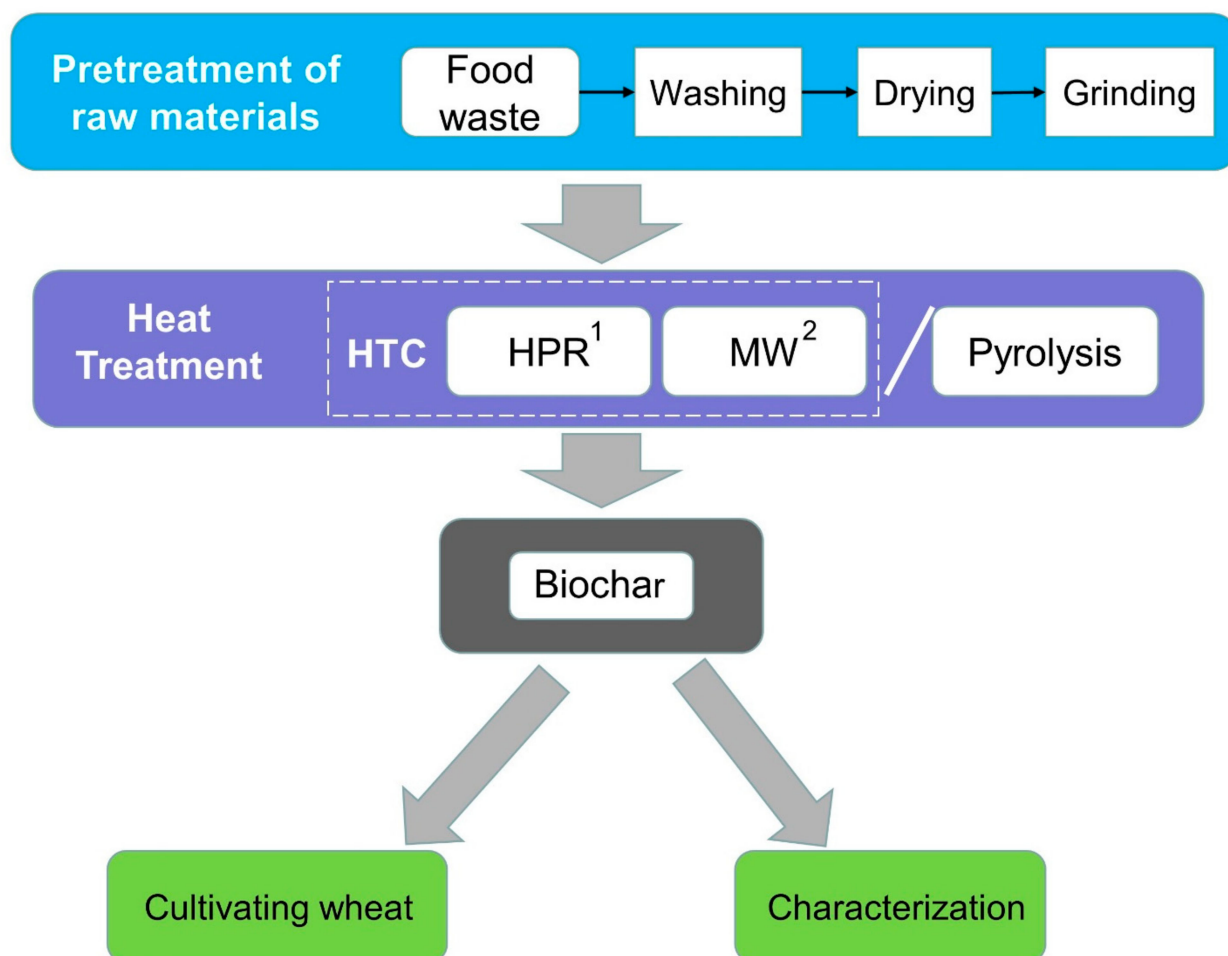 Pretreatment of
raw materials
Food
waste
Washing
Drying
Grinding
Heat
Treatment
HTC
HPR¹
MW²
/
Pyrolysis
Biochar
Cultivating wheat
Characterization